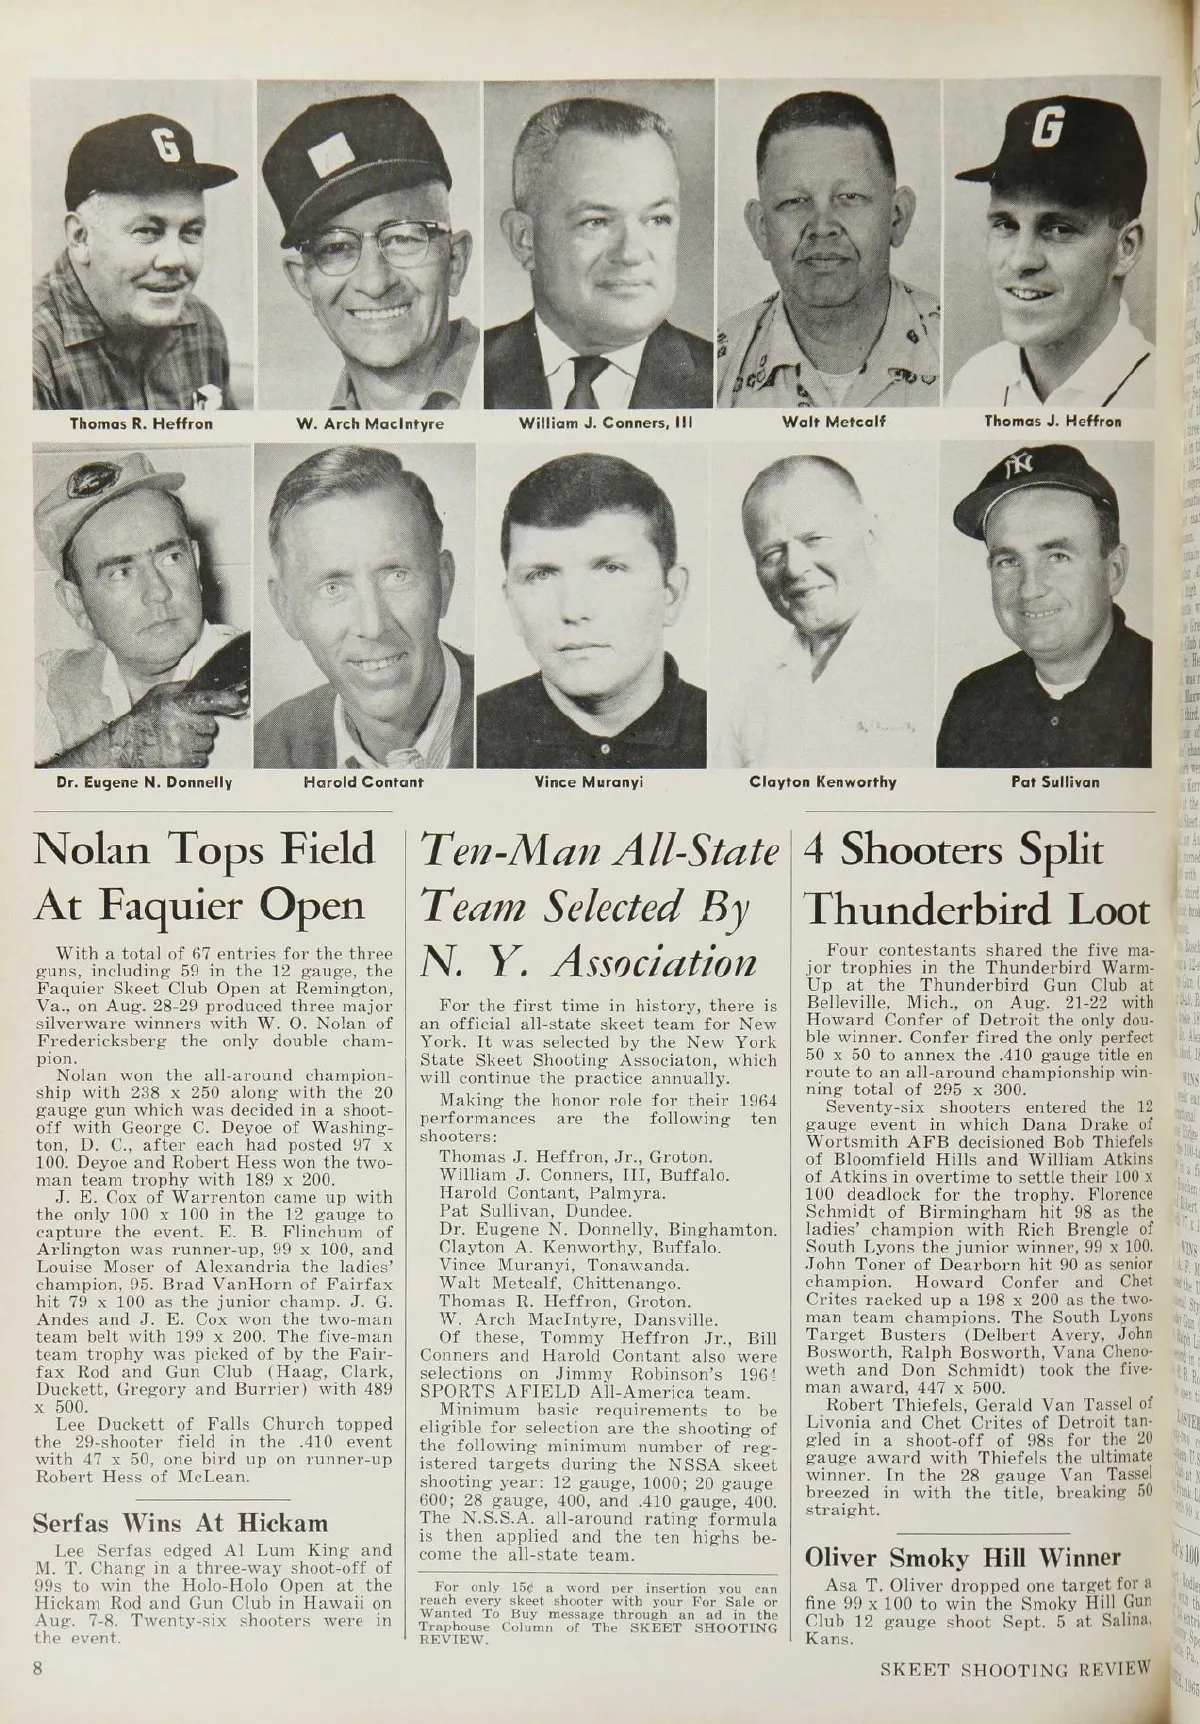 G
G
Thomas R. Heffron
W. Arch MacIntyre
William J. Conners, III
Walt Metcalf
Thomas J. Heffron
NY
Dr. Eugene N. Donnelly
Harold Contant
Vince Muranyi
Clayton Kenworthy
Pat Sullivan
Nolan Tops Field
At Faquier Open
With a total of 67 entries for the three
guns, including 59 in the 12 gauge, the
Faquier Skeet Club Open at Remington,
Va., on Aug. 28-29 produced three major
silverware winners with W. O. Nolan of
Fredericksberg the only double cham-
pion.
Nolan won the all-around champion-
ship with 238 x 250 along with the 20
gauge gun which was decided in a shoot-
off with George C. Deyoe of Washing-
ton, D. C., after each had posted 97 x
100. Deyoe and Robert Hess won the two-
man team trophy with 189 x 200.
J. E. Cox of Warrenton came up with
the only 100 x 100 in the 12 gauge to
capture the event. E. B. Flinchum of
Arlington was runner-up, 99 x 100, and
Louise Moser of Alexandria the ladies'
champion, 95. Brad VanHorn of Fairfax
hit 79 x 100 as the junior champ. J. G.
Andes and J. E. Cox won the two-man
team belt with 199 x 200. The five-man
team trophy was picked of by the Fair-
fax Rod and Gun Club (Haag, Clark,
Duckett, Gregory and Burrier) with 489
x 500.
Lee Duckett of Falls Church topped
the 29-shooter field in the .410 event
with 47 x 50, one bird up on runner-up
Robert Hess of McLean.
Serfas Wins At Hickam
Lee Serfas edged Al Lum King and
M. T. Chang in a three-way shoot-off of
99s to win the Holo-Holo Open at the
Hickam Rod and Gun Club in Hawaii on
Aug. 7-8. Twenty-six shooters were in
the event.
Ten-Man All-State
Team Selected By
N. Y. Association
For the first time in history, there is
an official all-state skeet team for New
York. It was selected by the New York
State Skeet Shooting Associaton, which
will continue the practice annually.
Making the honor role for their 1964
performances are the following ten
shooters:
Thomas J. Heffron, Jr., Groton.
William J. Conners, III, Buffalo.
Harold Contant, Palmyra.
Pat Sullivan, Dundee.
Dr. Eugene N. Donnelly, Binghamton.
Clayton A. Kenworthy, Buffalo.
Vince Muranyi, Tonawanda.
Walt Metcalf, Chittenango.
Thomas R. Heffron, Groton.
W. Arch MacIntyre, Dansville.
Of these, Tommy Heffron Jr., Bill
Conners and Harold Contant also were
selections on Jimmy Robinson's 1964
SPORTS AFIELD All-America team.
Minimum basic requirements to be
eligible for selection are the shooting of
the following minimum number of reg-
istered targets during the NSSA skeet
shooting year: 12 gauge, 1000; 20 gauge
600; 28 gauge, 400, and .410 gauge, 400.
The N.S.S.A. all-around rating formula
is then applied and the ten highs be-
come the all-state team.
For only 15¢ a word per insertion you can
reach every skeet shooter with your For Sale or
Wanted To Buy message through an ad in the
Traphouse Column of The SKEET SHOOTING
REVIEW.
4 Shooters Split
Thunderbird Loot
Four contestants shared the five ma-
jor trophies in the Thunderbird Warm-
Up at the Thunderbird Gun Club at
Belleville, Mich., on Aug. 21-22 with
Howard Confer of Detroit the only dou-
ble winner. Confer fired the only perfect
50 x 50 to annex the .410 gauge title en
route to an all-around championship win-
ning total of 295 x 300.
Seventy-six shooters entered the 12
gauge event in which Dana Drake of
Wortsmith AFB decisioned Bob Thiefels
of Bloomfield Hills and William Atkins
of Atkins in overtime to settle their 100 x
100 deadlock for the trophy. Florence
Schmidt of Birmingham hit 98 as the
ladies' champion with Rich Brengle of
South Lyons the junior winner, 99 x 100.
John Toner of Dearborn hit 90 as senior
champion. Howard Confer and Chet
Crites racked up a 198 x 200 as the two-
man team champions. The South Lyons
Target Busters (Delbert Avery, John
Bosworth, Ralph Bosworth, Vana Cheno-
weth and Don Schmidt) took the five-
man award, 447 x 500.
Robert Thiefels, Gerald Van Tassel of
Livonia and Chet Crites of Detroit tan-
gled in a shoot-off of 98s for the 20
gauge award with Thiefels the ultimate
winner. In the 28 gauge Van Tassel
breezed in with the title, breaking 50
straight.
Oliver Smoky Hill Winner
Asa T. Oliver dropped one target for a
fine 99 x 100 to win the Smoky Hill Gun
Club 12 gauge shoot Sept. 5 at Salina,
Kans.
8
SKEET SHOOTING REVIEW